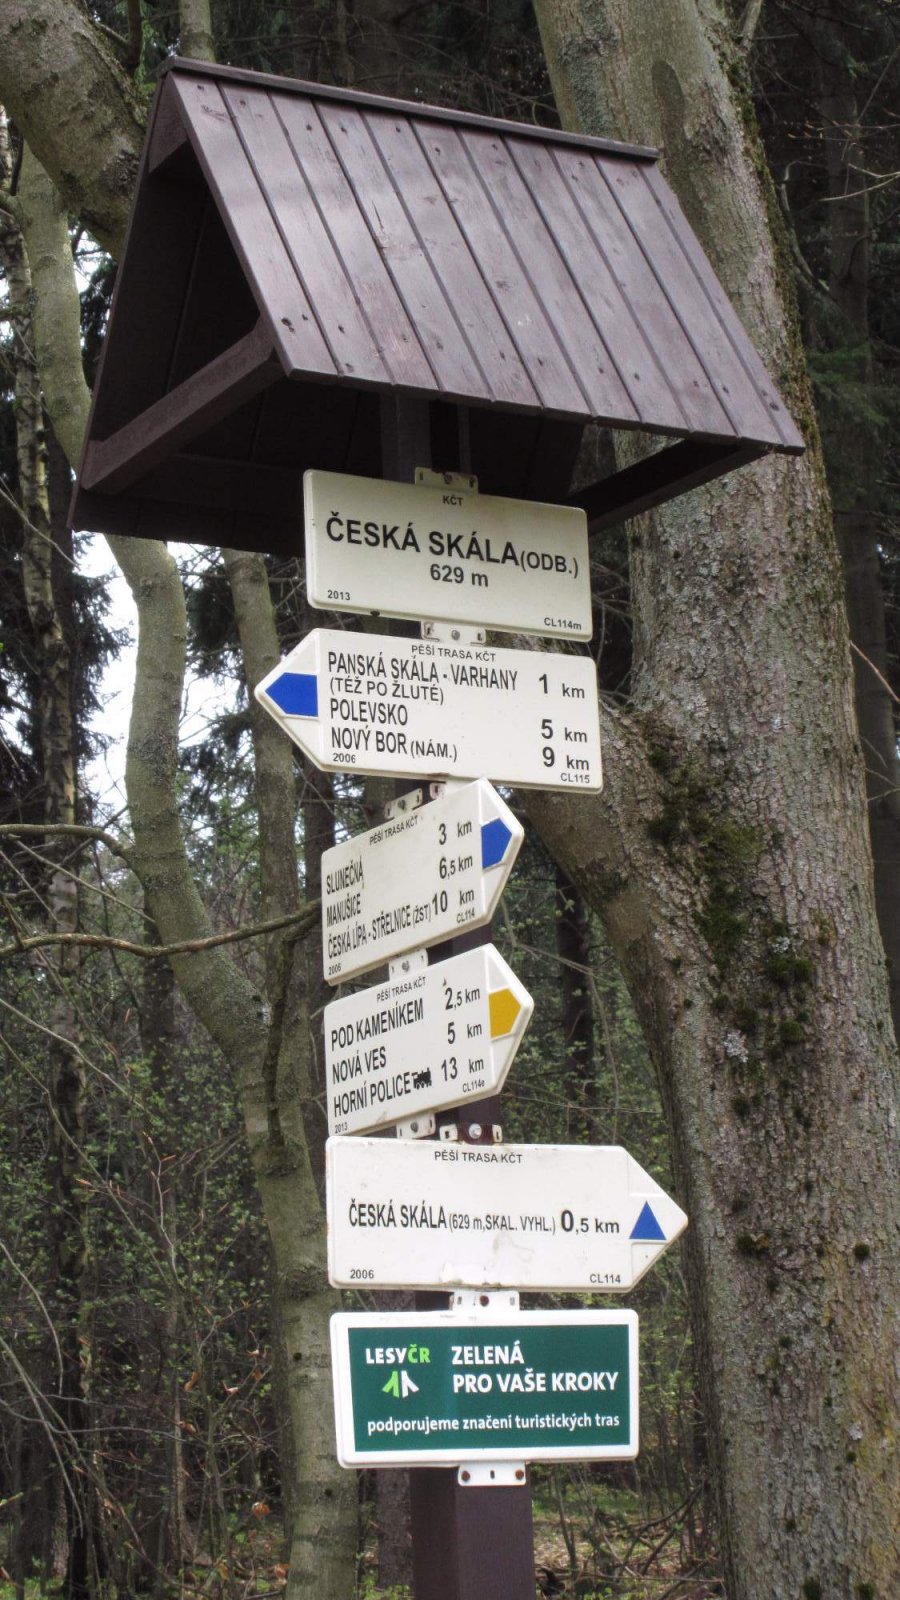 KČT
ČESKÁ SKÁLA (ODB.)
629 m
2013 CL114m
PĚŠÍ TRASA KČT
PANSKÁ SKÁLA - VARHANY 1 km
(TÉŽ PO ŽLUTÉ)
POLEVSKO 5 km
NOVÝ BOR (NÁM.) 9 km
2006 CL115
PĚŠÍ TRASA KČT
SLUNEČNÁ 3 km
MANUŠICE 6,5 km
ČESKÁ LÍPA - STŘELNICE (ŽST) 10 km
2006 CL114
PĚŠÍ TRASA KČT
POD KAMENÍKEM 2,5 km
NOVÁ VES 5 km
HORNÍ POLICE 13 km
2013 CL114e
PĚŠÍ TRASA KČT
ČESKÁ SKÁLA (629 m, SKAL. VYHL.) 0,5 km
2006 CL114
LESYČR ZELENÁ
PRO VAŠE KROKY
podporujeme značení turistických tras